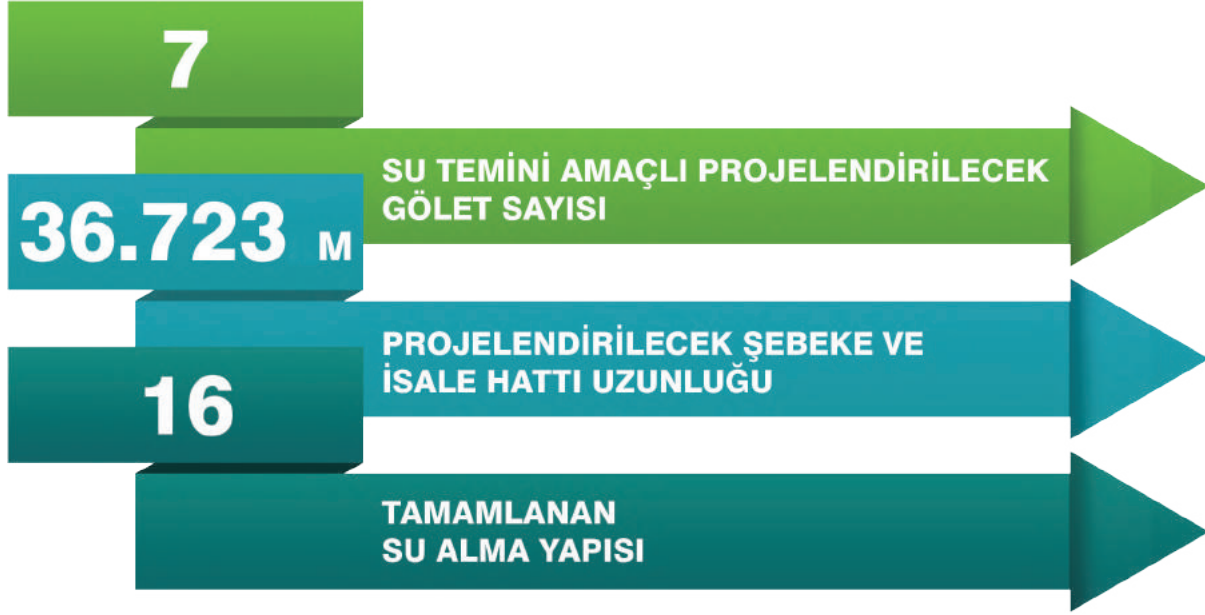 7
SU TEMİNİ AMAÇLI PROJELENDİRİLECEK
GÖLET SAYISI
36.723 M
PROJELENDİRİLECEK ŞEBEKE VE
İSALE HATTI UZUNLUĞU
16
TAMAMLANAN
SU ALMA YAPISI